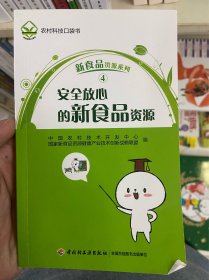 农村科技口袋书
新食品资源系列
4
安全放心
的新食品资源
中国农村技术开发中心
国家新食品资源健康产业技术创新战略联盟
编
中国轻工业出版社